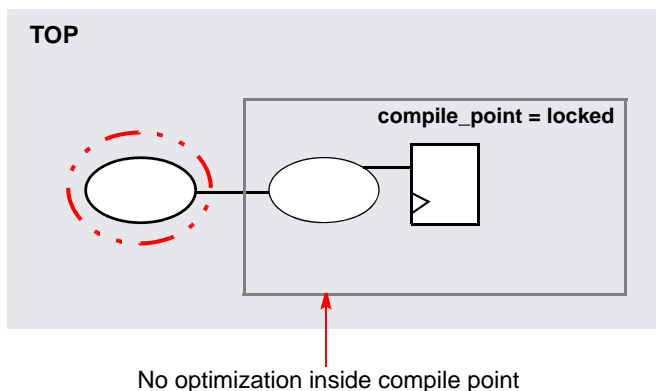 TOP
compile_point = locked
No optimization inside compile point